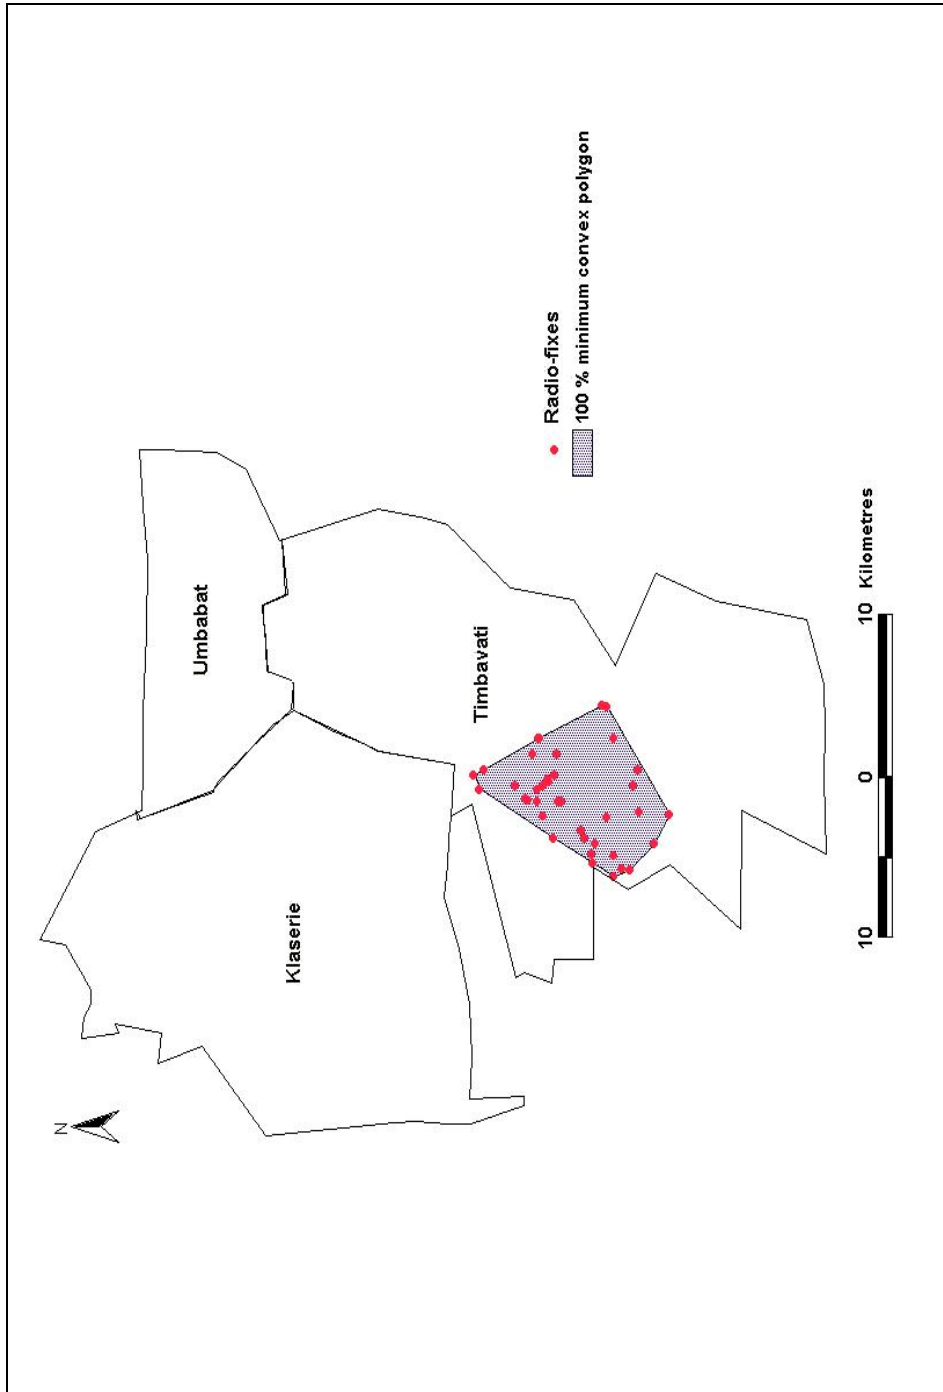 N
Umbabat
Klaserie
Timbavati
Radio-fixes
100 % minimum convex polygon
10 0 10 Kilometres